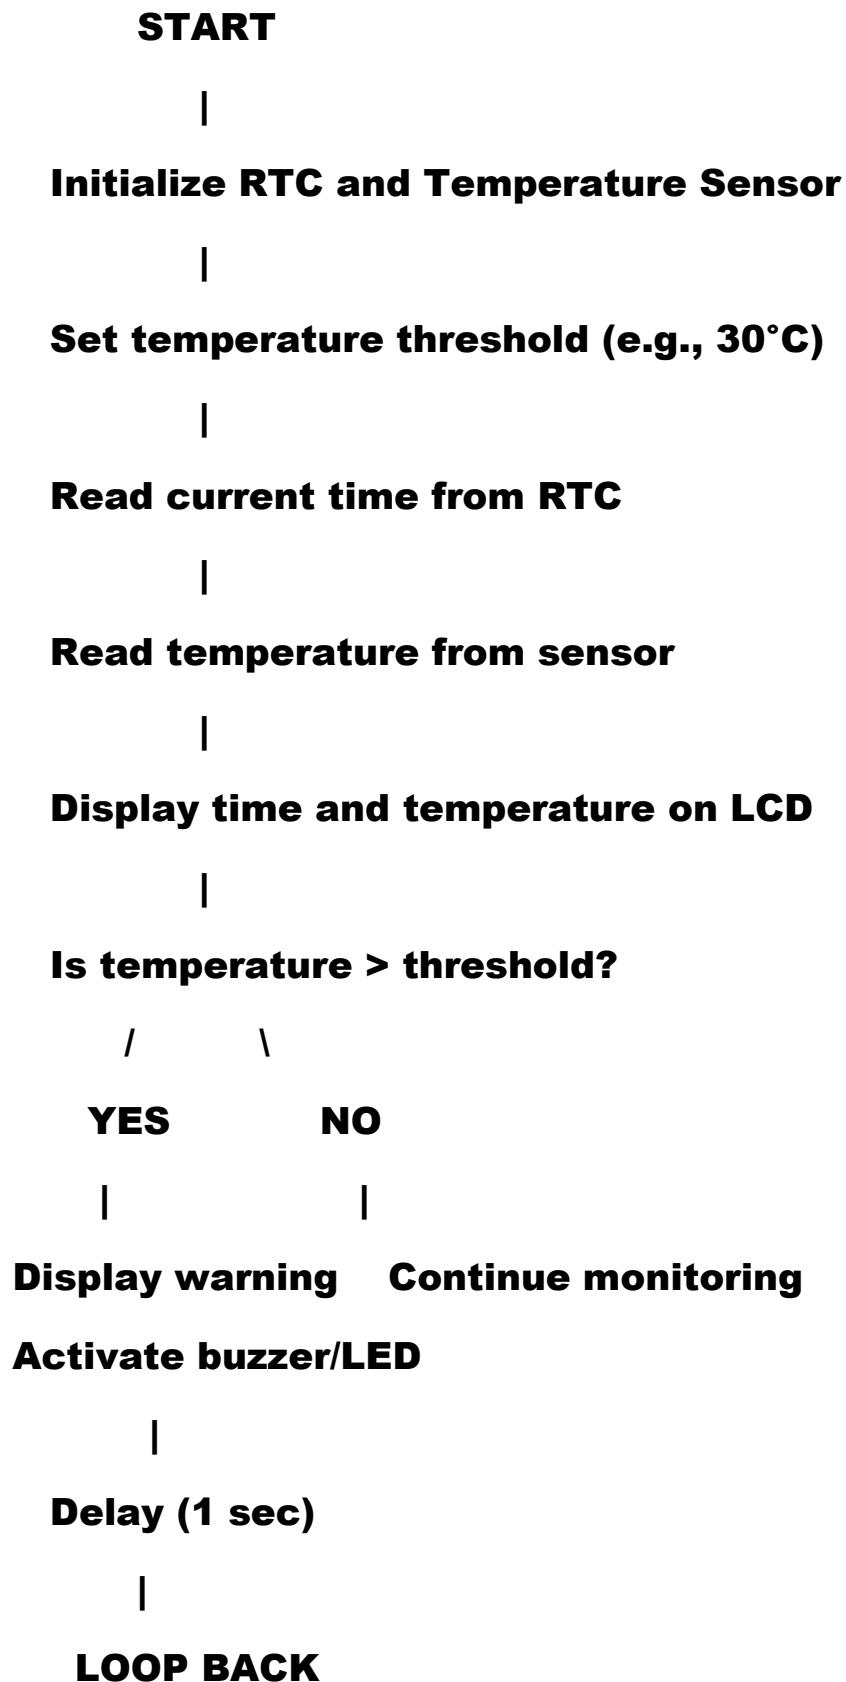 START
|
Initialize RTC and Temperature Sensor
|
Set temperature threshold (e.g., 30°C)
|
Read current time from RTC
|
Read temperature from sensor
|
Display time and temperature on LCD
|
Is temperature > threshold?
/ \
YES NO
| |
Display warning Continue monitoring
Activate buzzer/LED
|
Delay (1 sec)
|
LOOP BACK